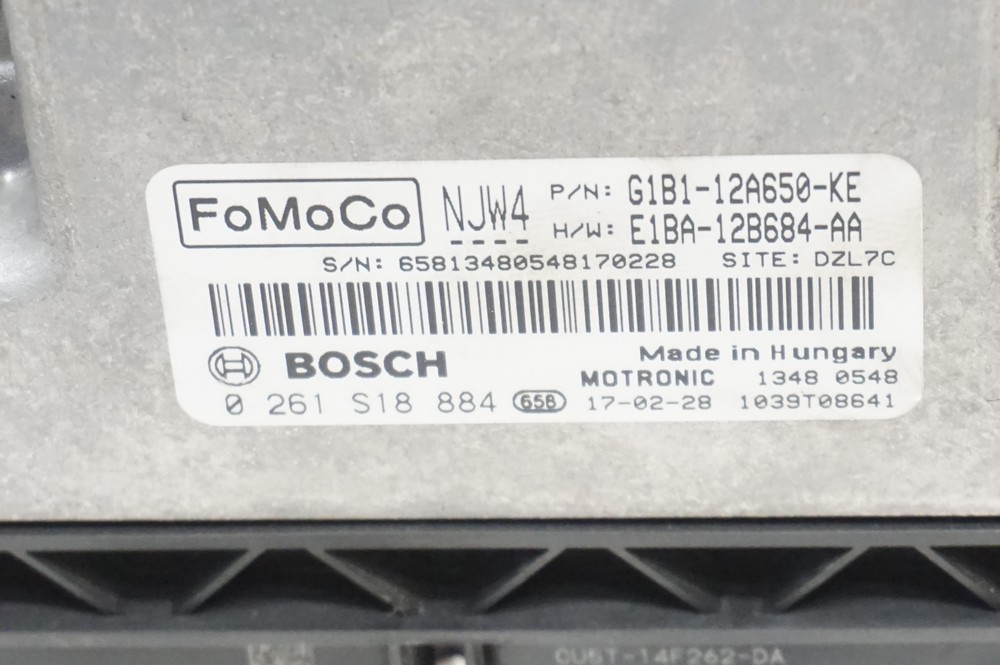 FoMoCo NJW4 P/N: G1B1-12A650-KE
H/W: E1BA-12B684-AA
S/N: 65813480548170228 SITE: DZL7C
BOSCH Made in Hungary
MOTRONIC 1348 0548
0 261 S18 884 658 17-02-28 1039T08641
CU5T-14F262-DA